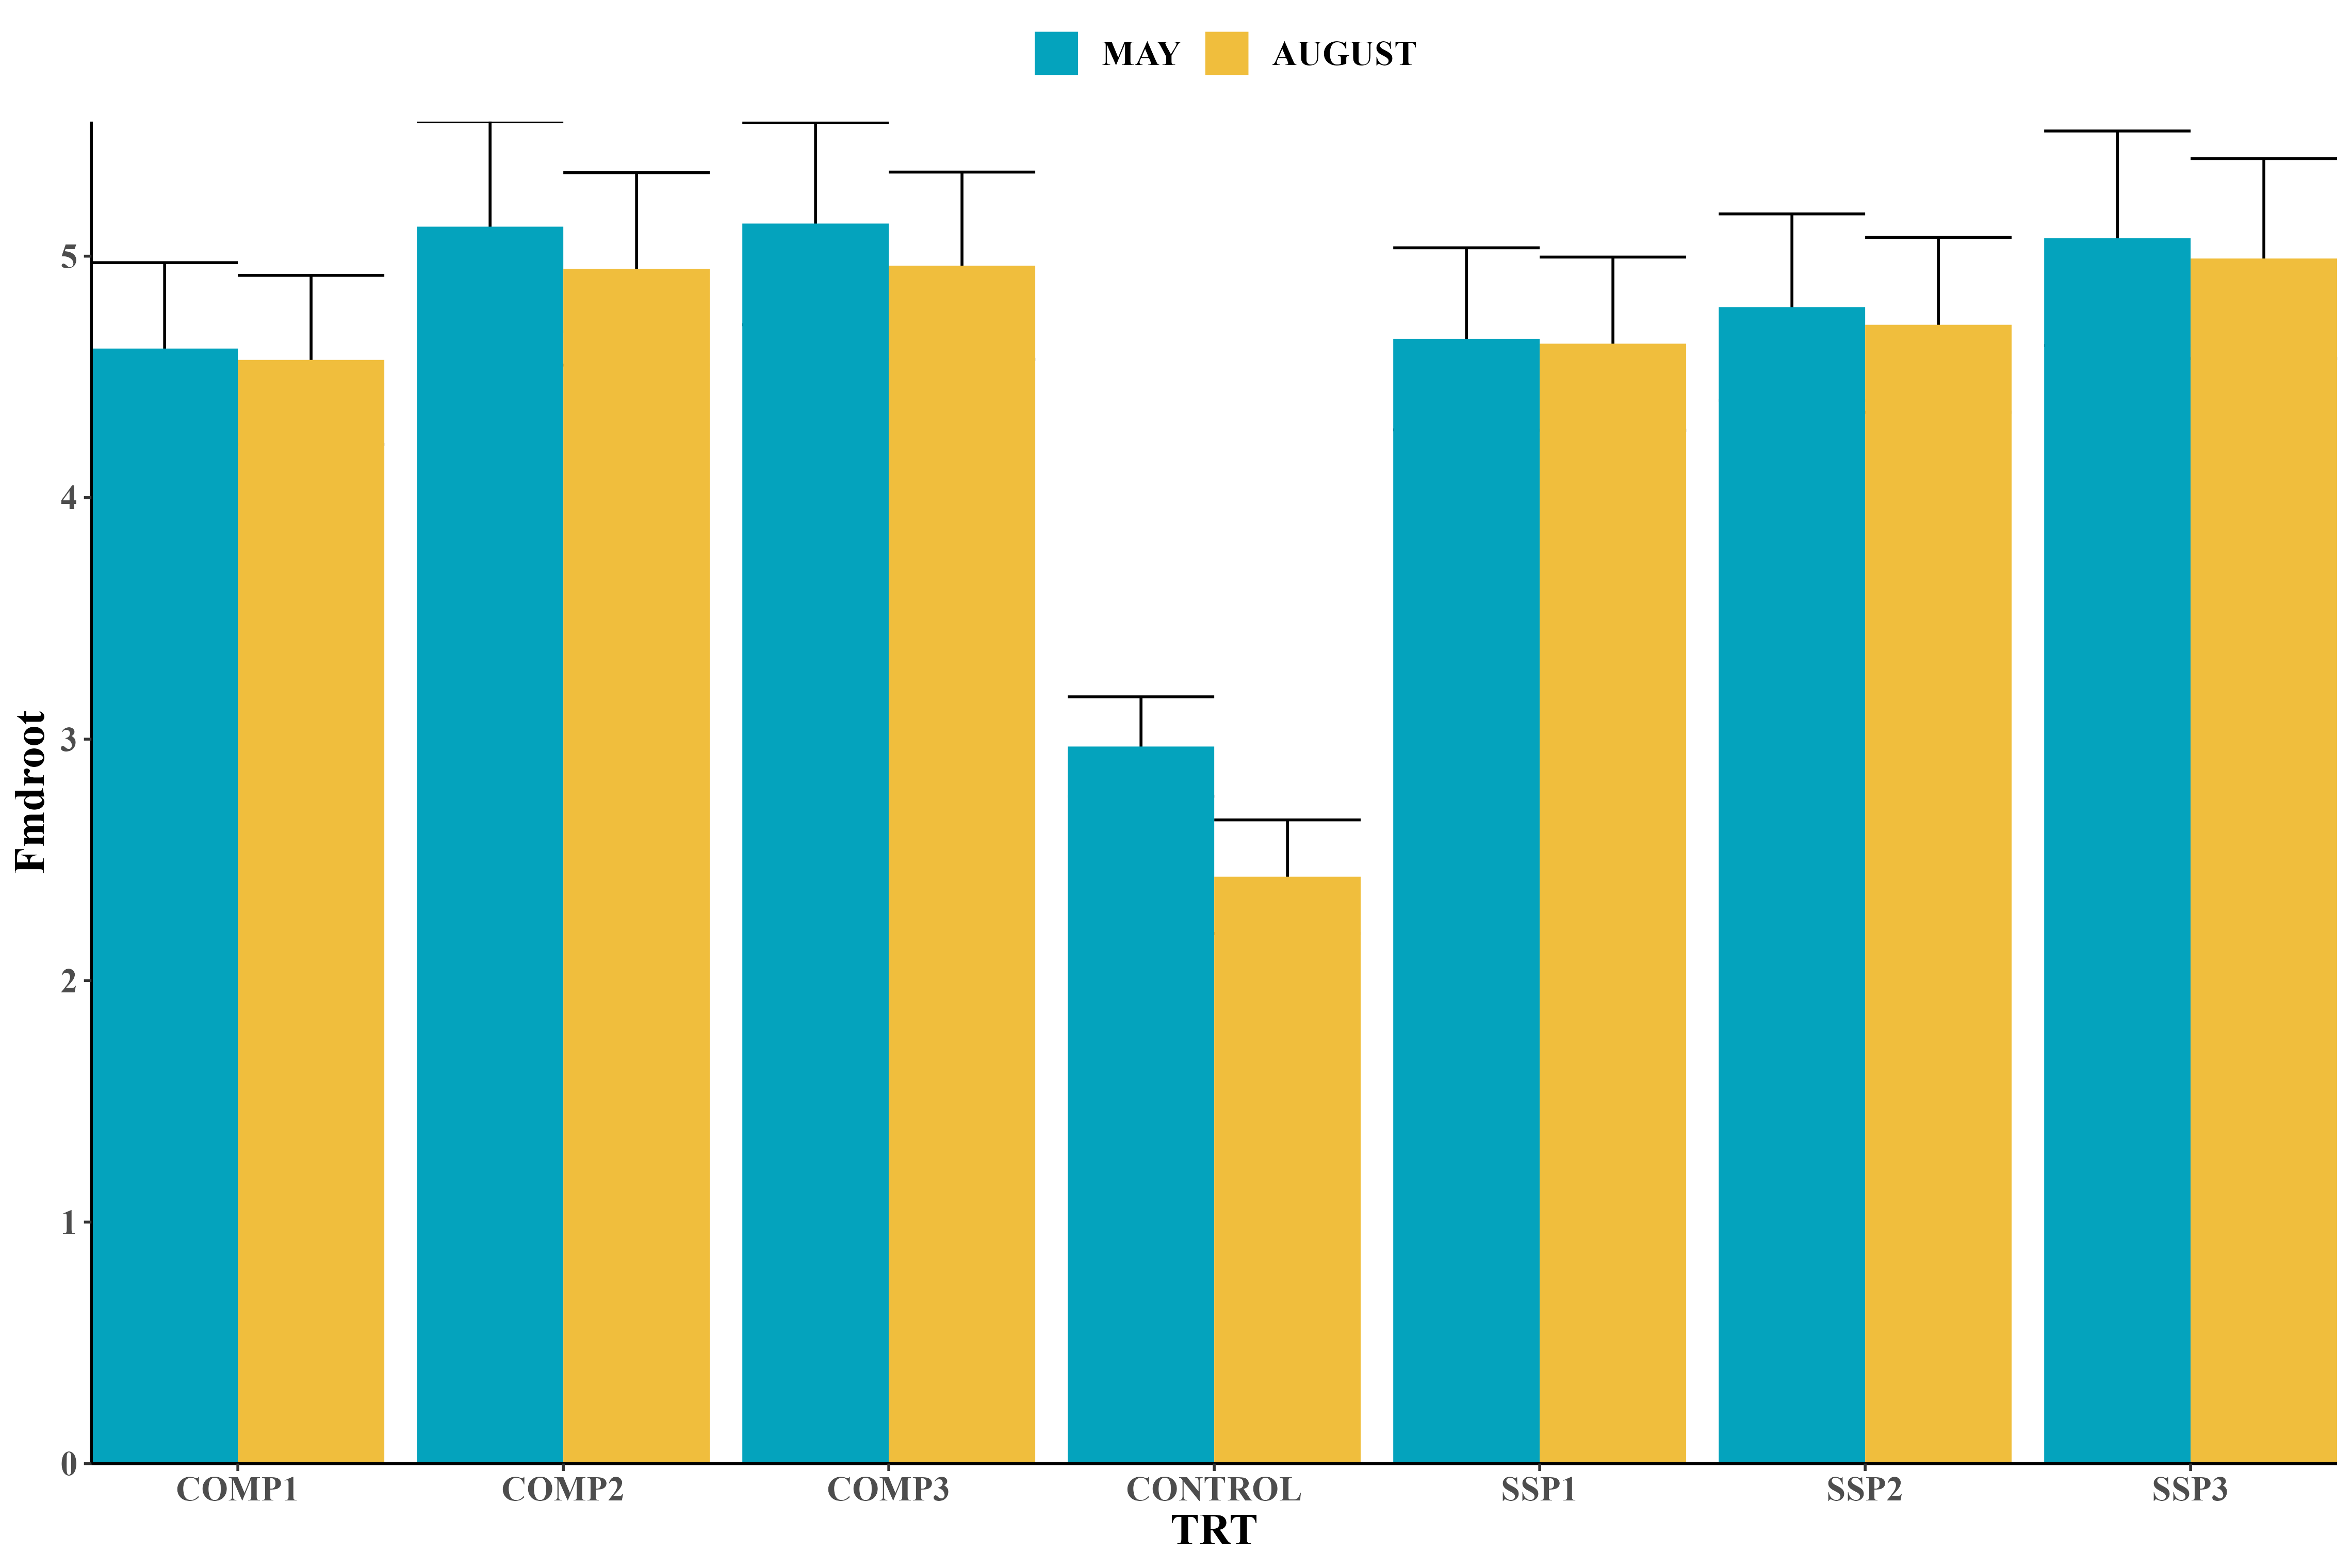 MAY AUGUST
Fmdroot
5
4
3
2
1
0
COMP1 COMP2 COMP3 CONTROL SSP1 SSP2 SSP3
TRT